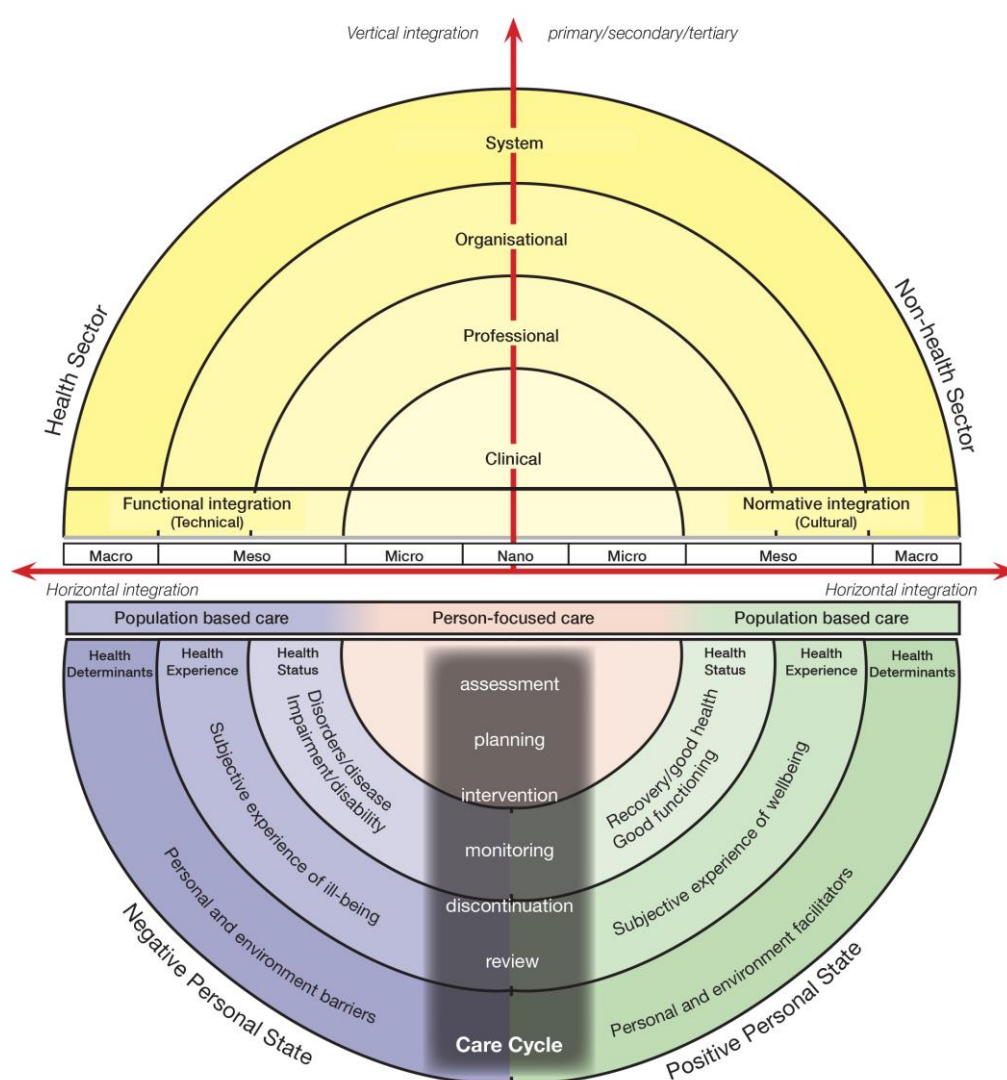 Vertical integration primary/secondary/tertiary
System
Organisational
Professional
Clinical
Health Sector
Non-health Sector
Functional integration
(Technical)
Normative integration
(Cultural)
Macro Meso Micro Nano Micro Meso Macro
Horizontal integration Horizontal integration
Population based care Person-focused care Population based care
Health
Determinants
Health
Experience
Health
Status
Health
Status
Health
Experience
Health
Determinants
Disorders/disease
Impairment/disability
Subjective experience of ill-being
Personal and environment barriers
Negative Personal State
assessment
planning
intervention
monitoring
discontinuation
review
Care Cycle
Recovery/good health
Good functioning
Subjective experience of wellbeing
Personal and environment facilitators
Positive Personal State